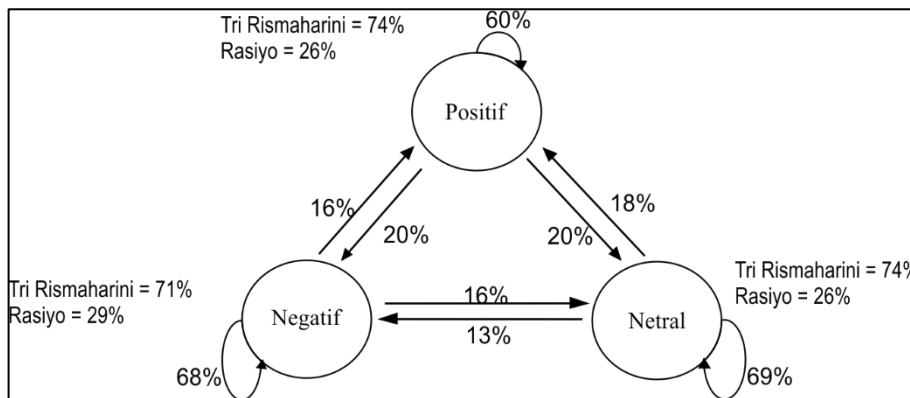 Tri Rismaharini = 74%
Rasiyo = 26%
60%
Positif
16%
20%
20%
18%
Tri Rismaharini = 71%
Rasiyo = 29%
Negatif
16%
13%
Netral
Tri Rismaharini = 74%
Rasiyo = 26%
68%
69%